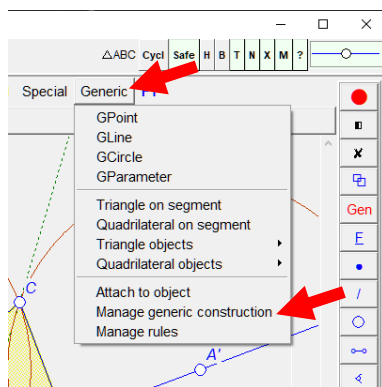 △ABC Cycl Safe H B T N X M ?
Special Generic
GPoint
GLine
GCircle
GParameter
Triangle on segment
Quadrilateral on segment
Triangle objects
Quadrilateral objects
Attach to object
Manage generic construction
Manage rules
Gen
F
C
A'